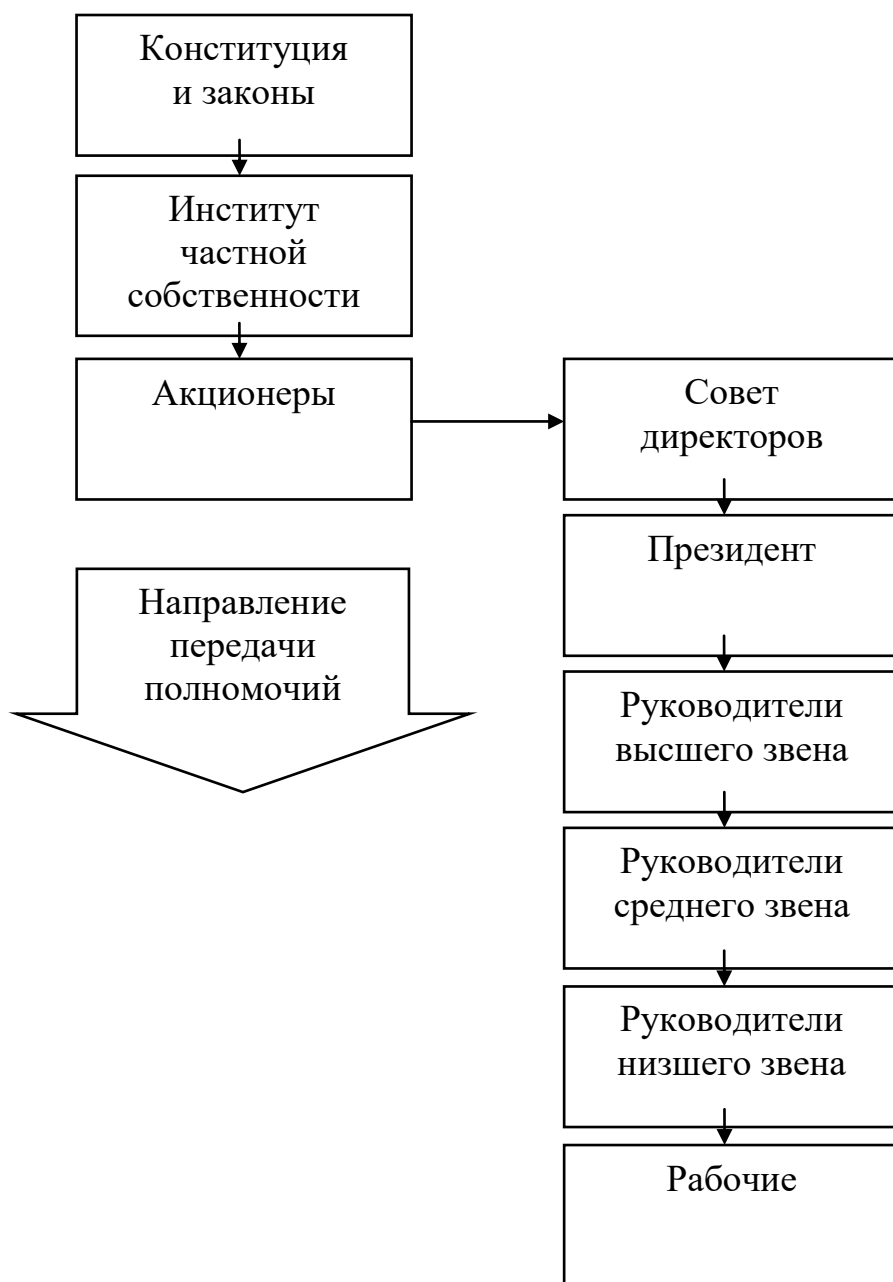 Конституция
и законы
Институт
частной
собственности
Акционеры
Совет
директоров
Президент
Направление
передачи
полномочий
Руководители
высшего звена
Руководители
среднего звена
Руководители
низшего звена
Рабочие